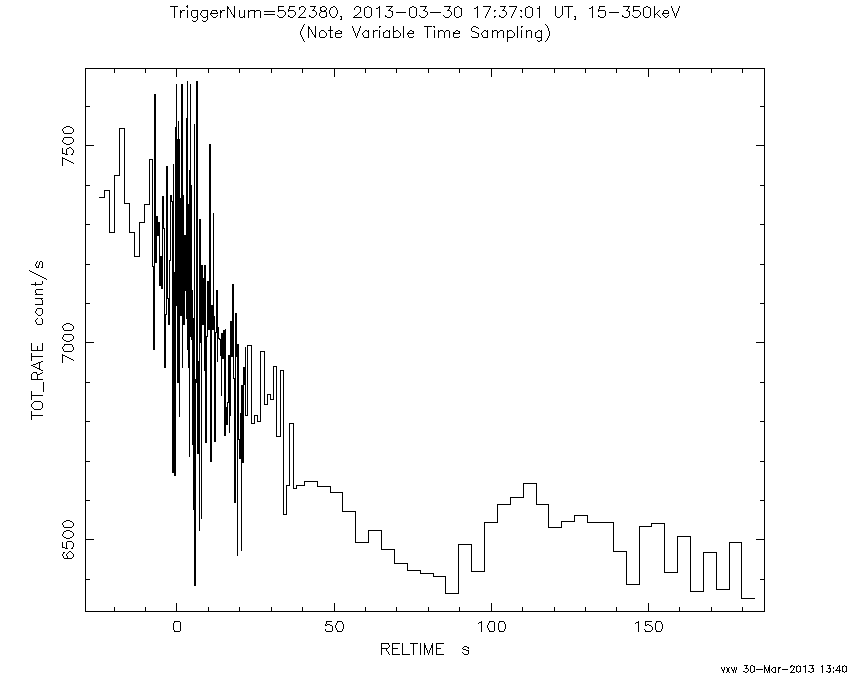 TriggerNum=552380, 2013-03-30 17:37:01 UT, 15-350keV
(Note Variable Time Sampling)
7500
7000
6500
TOT_RATE count/s
0 50 100 150
RELTIME s
vxw 30-Mar-2013 13:40